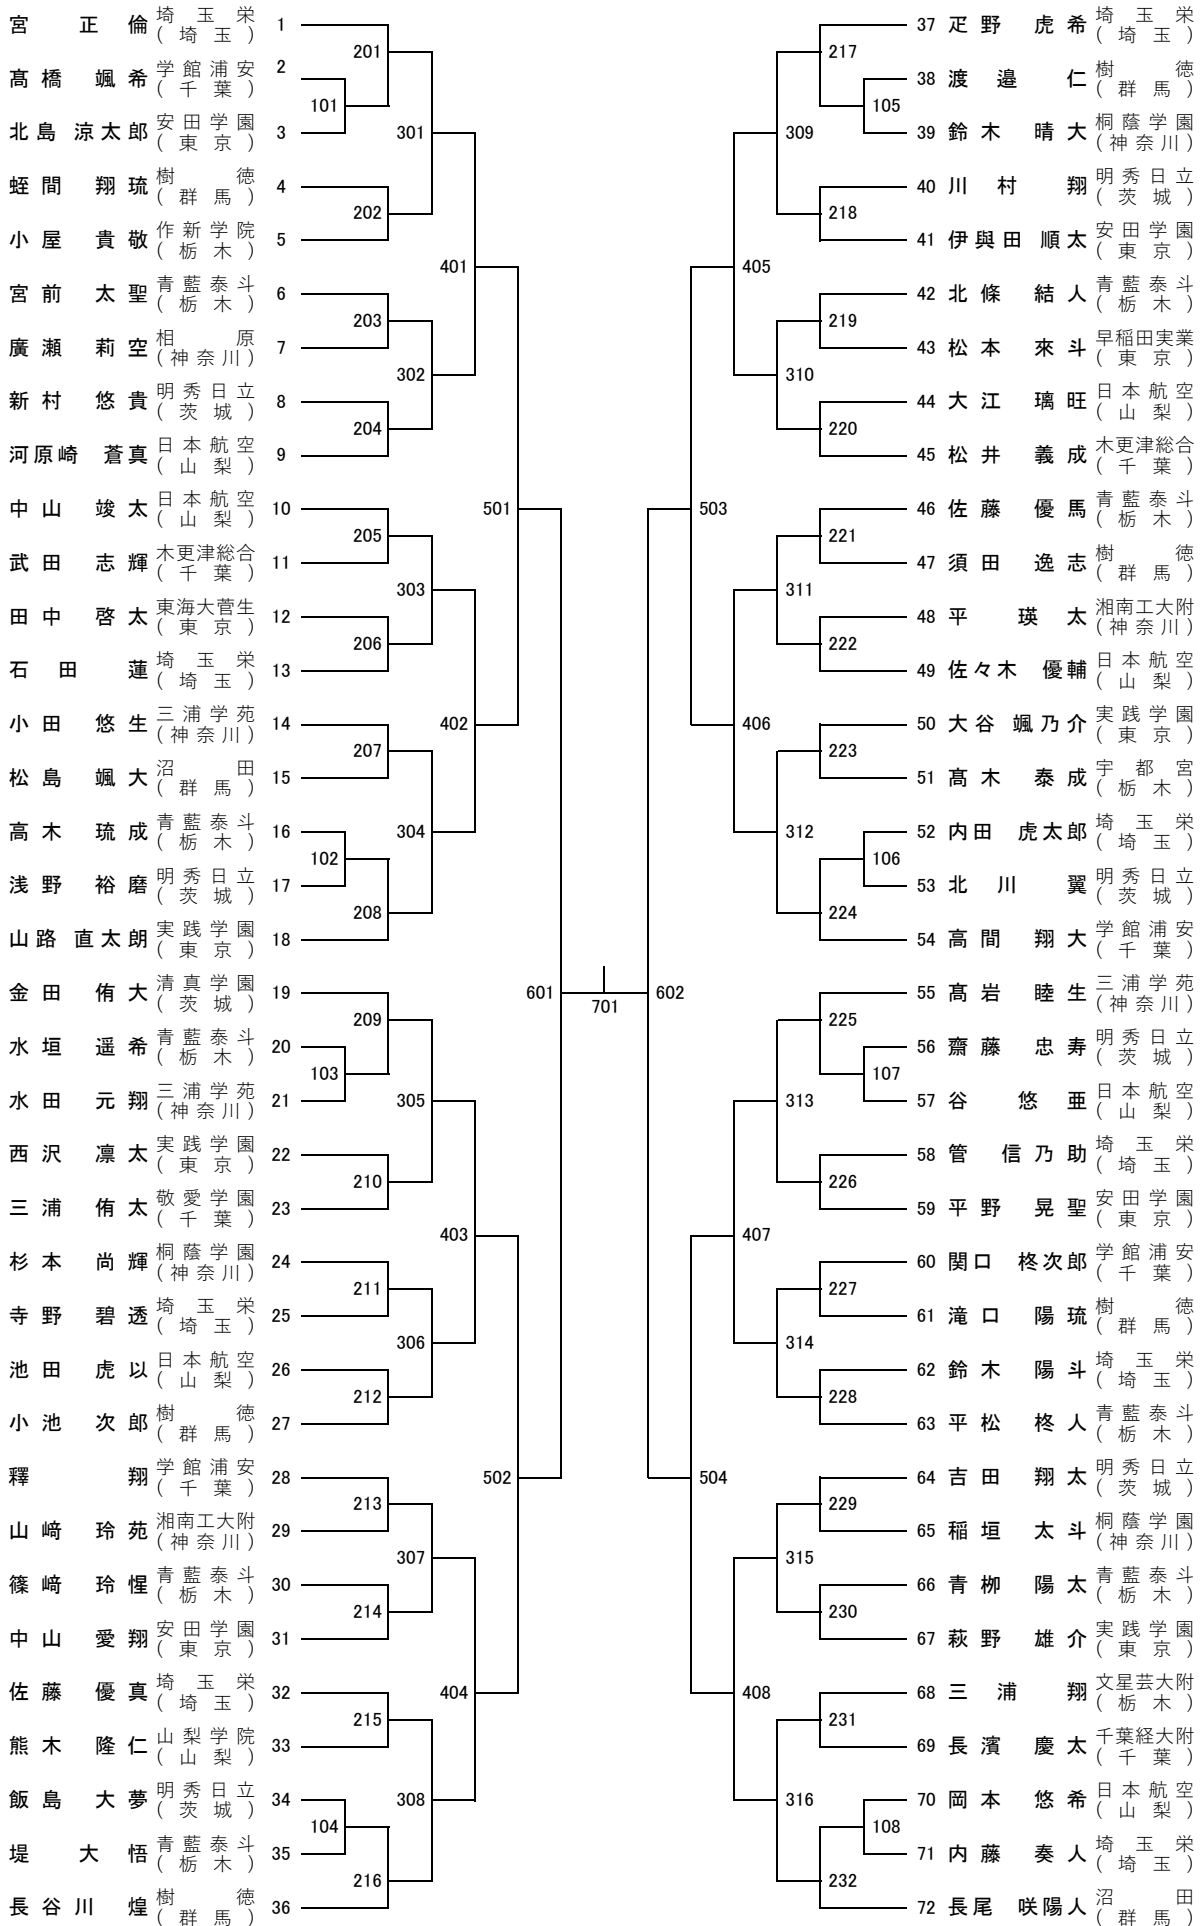 宮 正倫 埼玉栄 (埼玉) 1
髙橋 颯希 学館浦安 (千葉) 2
北島 涼太郎 安田学園 (東京) 3
蛭間 翔琉 樹徳 (群馬) 4
小屋 貴敬 作新学院 (栃木) 5
宮前 太聖 青藍泰斗 (栃木) 6
廣瀬 莉空 相原 (神奈川) 7
新村 悠貴 明秀日立 (茨城) 8
河原崎 蒼真 日本航空 (山梨) 9
中山 竣太 日本航空 (山梨) 10
武田 志輝 木更津総合 (千葉) 11
田中 啓太 東海大菅生 (東京) 12
石田 蓮 埼玉栄 (埼玉) 13
小田 悠生 三浦学苑 (神奈川) 14
松島 颯大 沼田 (群馬) 15
高木 琉成 青藍泰斗 (栃木) 16
浅野 裕磨 明秀日立 (茨城) 17
山路 直太朗 実践学園 (東京) 18
金田 侑大 清真学園 (茨城) 19
水垣 遥希 青藍泰斗 (栃木) 20
水田 元翔 三浦学苑 (神奈川) 21
西沢 凛太 実践学園 (東京) 22
三浦 侑太 敬愛学園 (千葉) 23
杉本 尚輝 桐蔭学園 (神奈川) 24
寺野 碧透 埼玉栄 (埼玉) 25
池田 虎以 日本航空 (山梨) 26
小池 次郎 樹徳 (群馬) 27
釋 翔 学館浦安 (千葉) 28
山﨑 玲苑 湘南工大附 (神奈川) 29
篠﨑 玲惺 青藍泰斗 (栃木) 30
中山 愛翔 安田学園 (東京) 31
佐藤 優真 埼玉栄 (埼玉) 32
熊木 隆仁 山梨学院 (山梨) 33
飯島 大夢 明秀日立 (茨城) 34
堤 大悟 青藍泰斗 (栃木) 35
長谷川 煌 樹徳 (群馬) 36
101
102
103
104
201
202
203
204
205
206
207
208
209
210
211
212
213
214
215
216
301
302
303
304
305
306
307
308
401
402
403
404
501
502
601
701
602
503
504
405
406
407
408
309
310
311
312
313
314
315
316
217
218
219
220
221
222
223
224
225
226
227
228
229
230
231
232
105
106
107
108
37 疋野 虎希 埼玉栄 (埼玉)
38 渡邉 仁 樹徳 (群馬)
39 鈴木 晴大 桐蔭学園 (神奈川)
40 川村 翔 明秀日立 (茨城)
41 伊與田 順太 安田学園 (東京)
42 北條 結人 青藍泰斗 (栃木)
43 松本 來斗 早稲田実業 (東京)
44 大江 璃旺 日本航空 (山梨)
45 松井 義成 木更津総合 (千葉)
46 佐藤 優馬 青藍泰斗 (栃木)
47 須田 逸志 樹徳 (群馬)
48 平 瑛太 湘南工大附 (神奈川)
49 佐々木 優輔 日本航空 (山梨)
50 大谷 颯乃介 実践学園 (東京)
51 髙木 泰成 宇都宮 (栃木)
52 内田 虎太郎 埼玉栄 (埼玉)
53 北川 翼 明秀日立 (茨城)
54 高間 翔大 学館浦安 (千葉)
55 髙岩 睦生 三浦学苑 (神奈川)
56 齋藤 忠寿 明秀日立 (茨城)
57 谷 悠亜 日本航空 (山梨)
58 管 信乃助 埼玉栄 (埼玉)
59 平野 晃聖 安田学園 (東京)
60 関口 柊次郎 学館浦安 (千葉)
61 滝口 陽琉 樹徳 (群馬)
62 鈴木 陽斗 埼玉栄 (埼玉)
63 平松 柊人 青藍泰斗 (栃木)
64 吉田 翔太 明秀日立 (茨城)
65 稲垣 太斗 桐蔭学園 (神奈川)
66 青栁 陽太 青藍泰斗 (栃木)
67 萩野 雄介 実践学園 (東京)
68 三浦 翔 文星芸大附 (栃木)
69 長濱 慶太 千葉経大附 (千葉)
70 岡本 悠希 日本航空 (山梨)
71 内藤 奏人 埼玉栄 (埼玉)
72 長尾 咲陽人 沼田 (群馬)